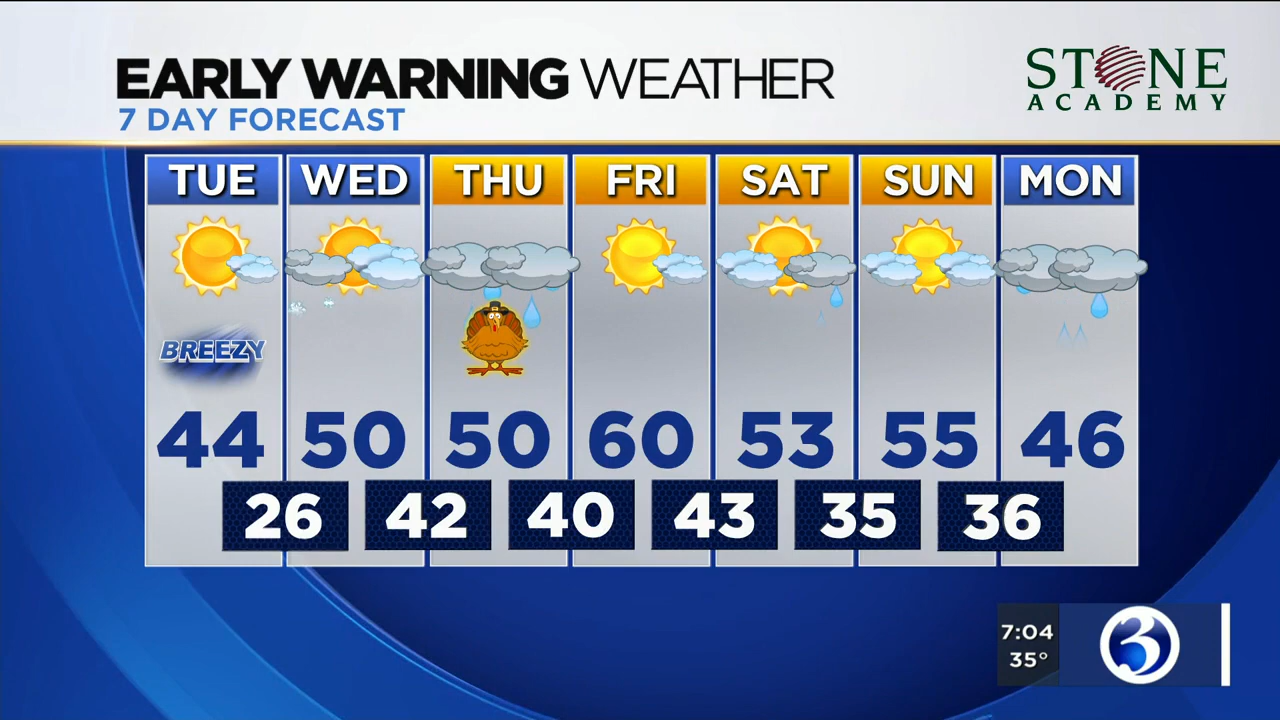 EARLY WARNING WEATHER
7 DAY FORECAST
STONE
ACADEMY
TUE WED THU FRI SAT SUN MON
BREEZY
44 50 50 60 53 55 46
26 42 40 43 35 36
7:04
35°
3